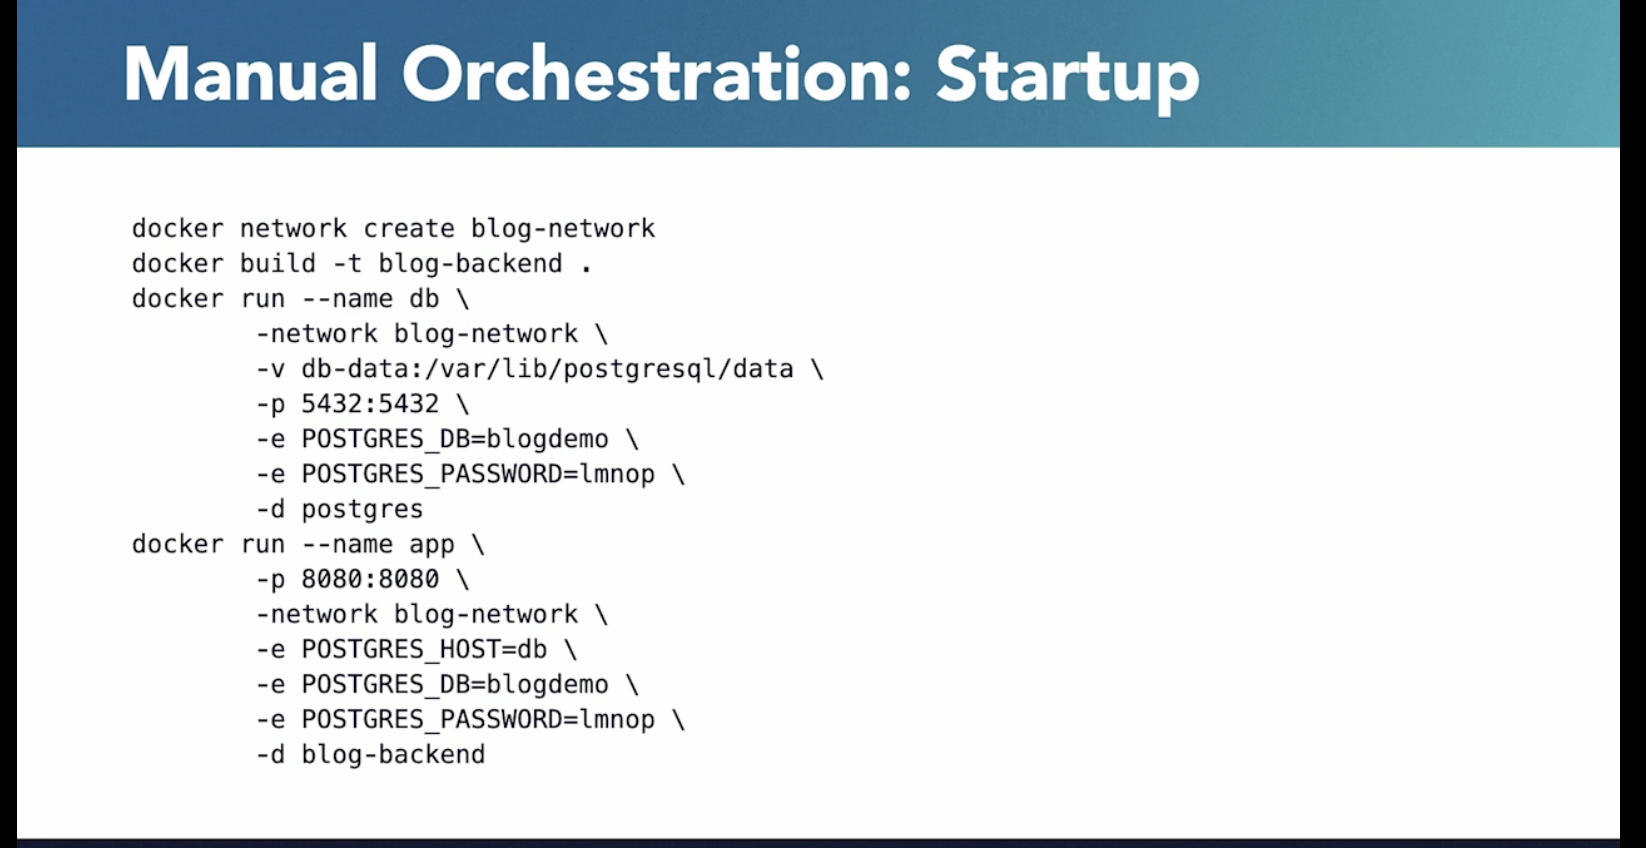 Manual Orchestration: Startup
docker network create blog-network
docker build -t blog-backend .
docker run --name db \
-network blog-network \
-v db-data:/var/lib/postgresql/data \
-p 5432:5432 \
-e POSTGRES_DB=blogdemo \
-e POSTGRES_PASSWORD=lmnop \
-d postgres
docker run --name app \
-p 8080:8080 \
-network blog-network \
-e POSTGRES_HOST=db \
-e POSTGRES_DB=blogdemo \
-e POSTGRES_PASSWORD=lmnop \
-d blog-backend